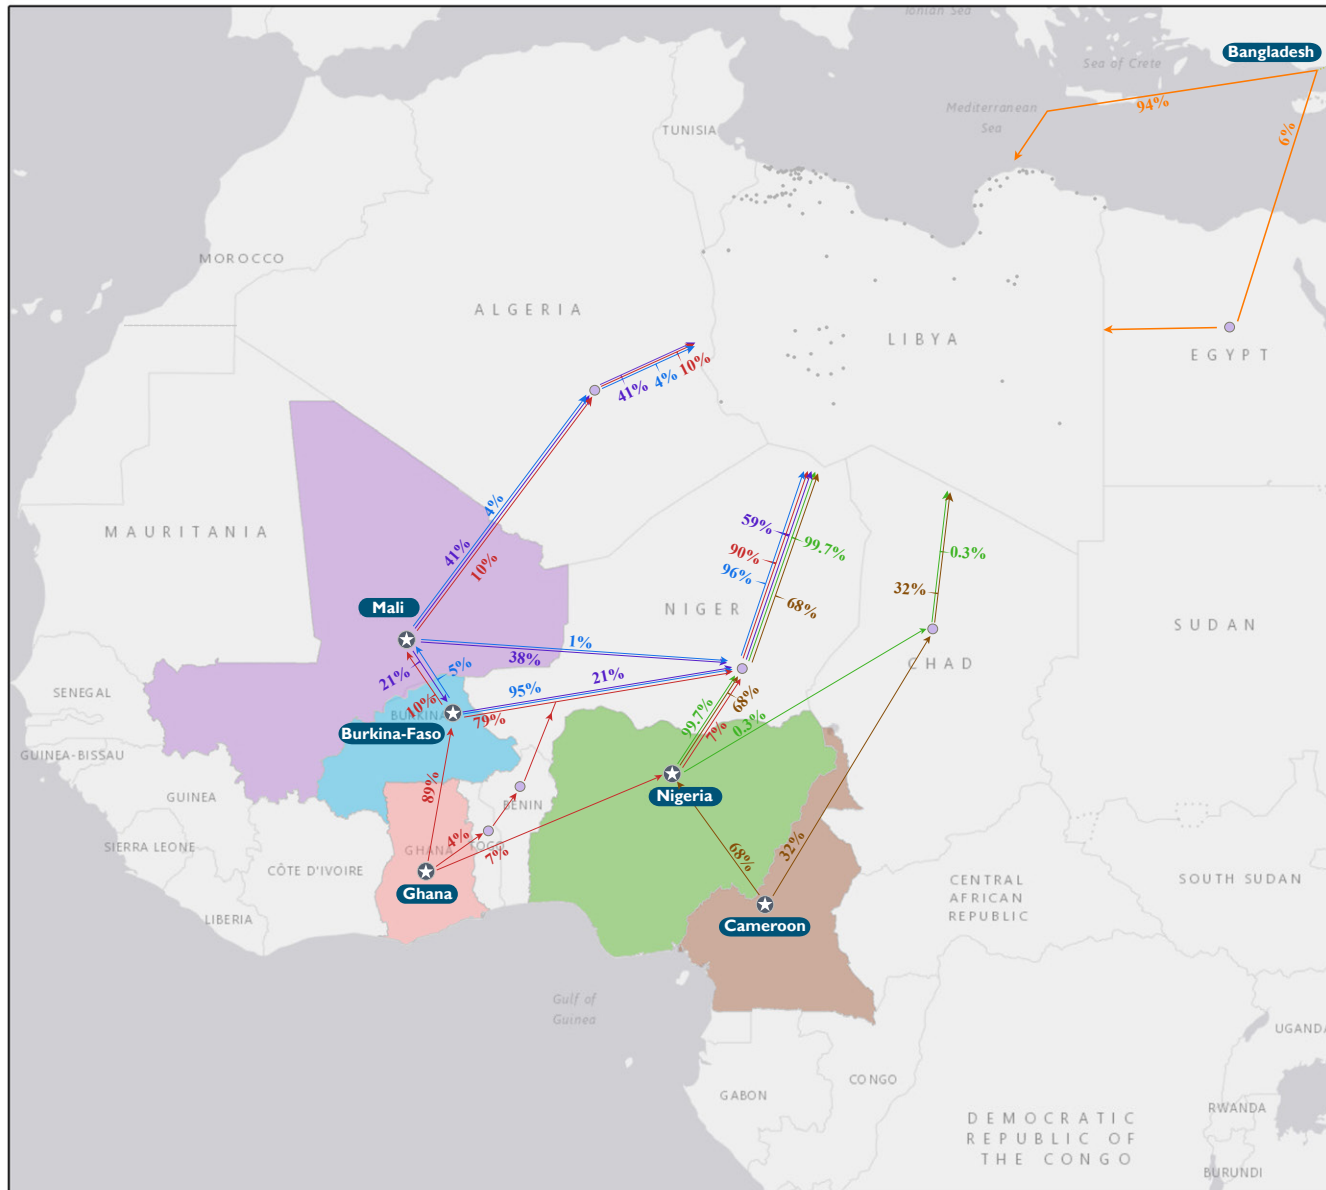 Ionian Sea
Bangladesh
Sea of Crete
94%
Mediterranean
Sea
TUNISIA
6%
MOROCCO
ALGERIA
LIBYA
EGYPT
41%
4%
10%
4%
MAURITANIA
41%
10%
59%
99.7%
90%
96%
0.3%
32%
68%
NIGER
Mali
SUDAN
1%
38%
CHAD
21%
5%
21%
95%
10%
79%
68%
99.7%
7%
0.3%
SENEGAL
BURKINA
Burkina-Faso
GUINEA-BISSAU
GUINEA
89%
Nigeria
BENIN
SIERRA LEONE
4%
TOGO
GHANA
7%
68%
32%
CÔTE D'IVOIRE
Ghana
CENTRAL
AFRICAN
REPUBLIC
SOUTH SUDAN
LIBERIA
Cameroon
Gulf of
Guinea
UGANDA
GABON
CONGO
RWANDA
DEMOCRATIC
REPUBLIC OF
THE CONGO
BURUNDI